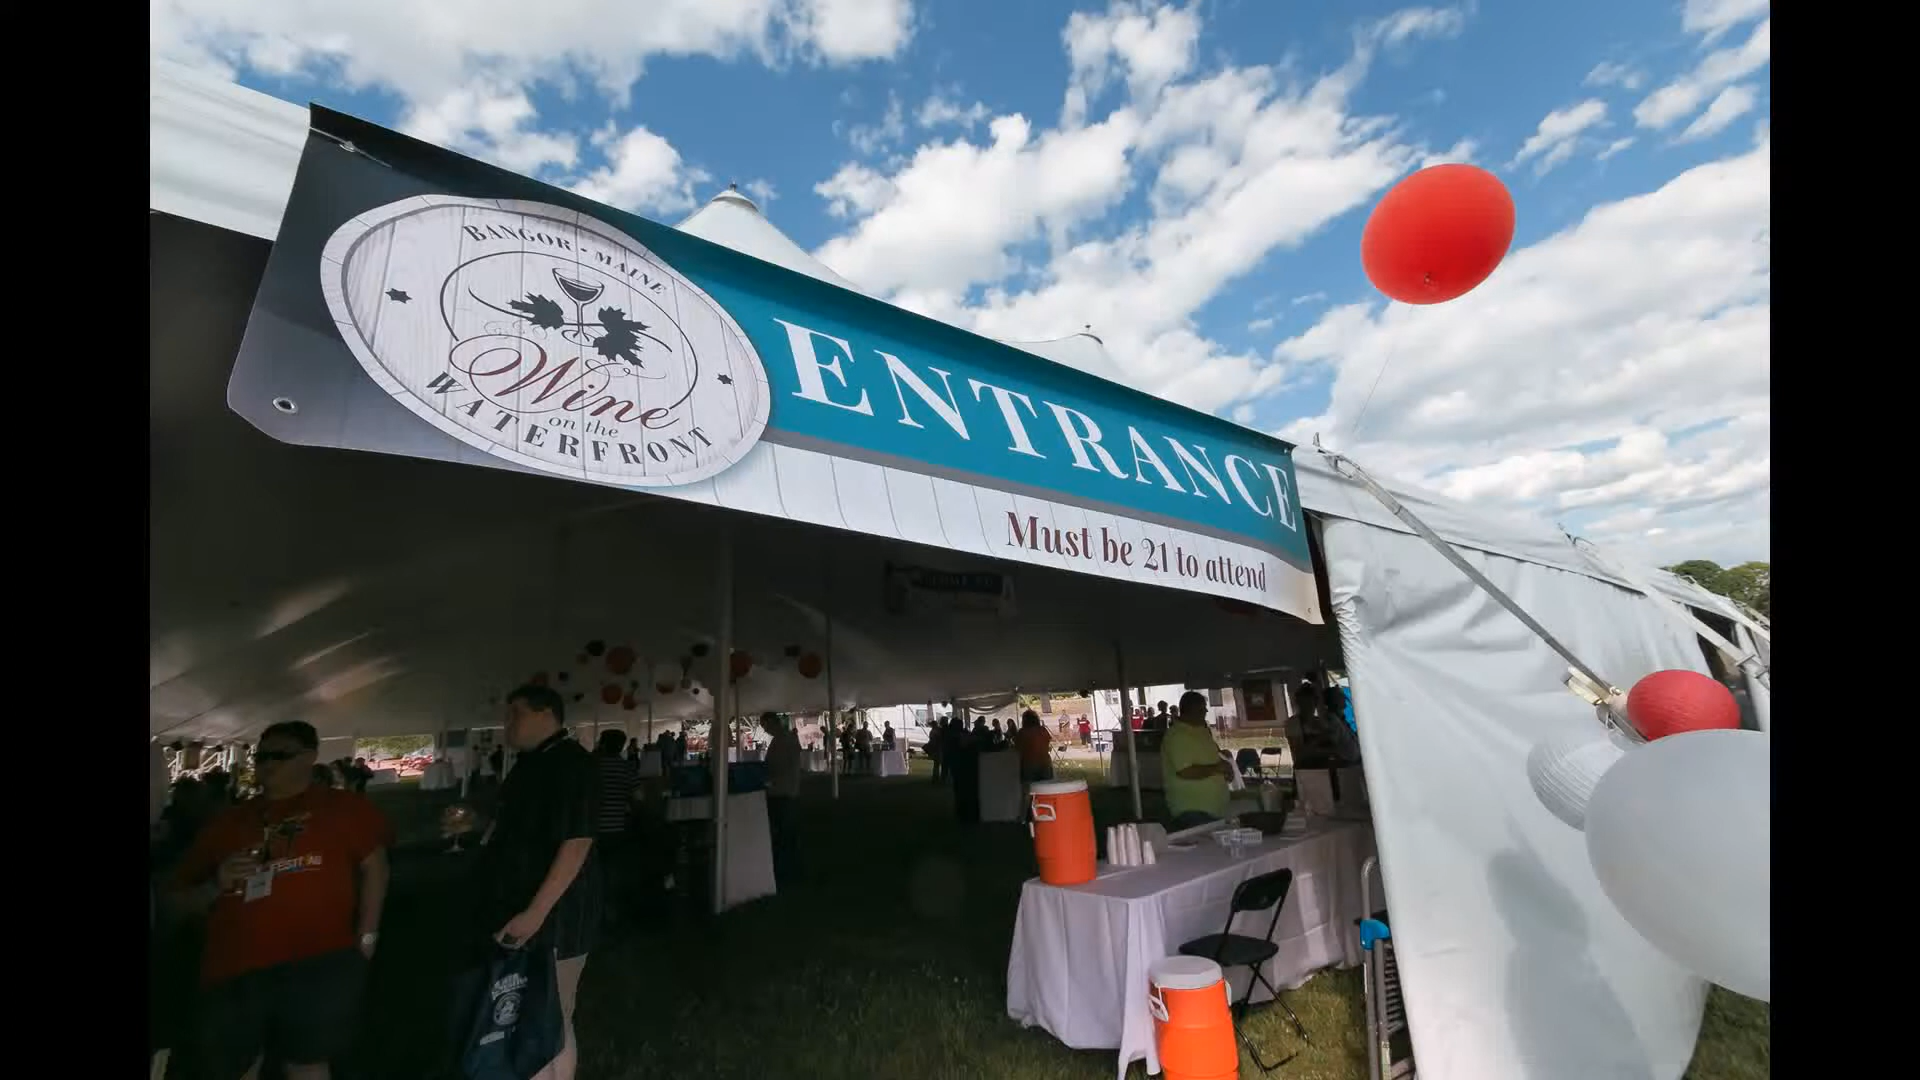 BANGOR • MAINE
Wine
on the
WATERFRONT
ENTRANCE
Must be 21 to attend